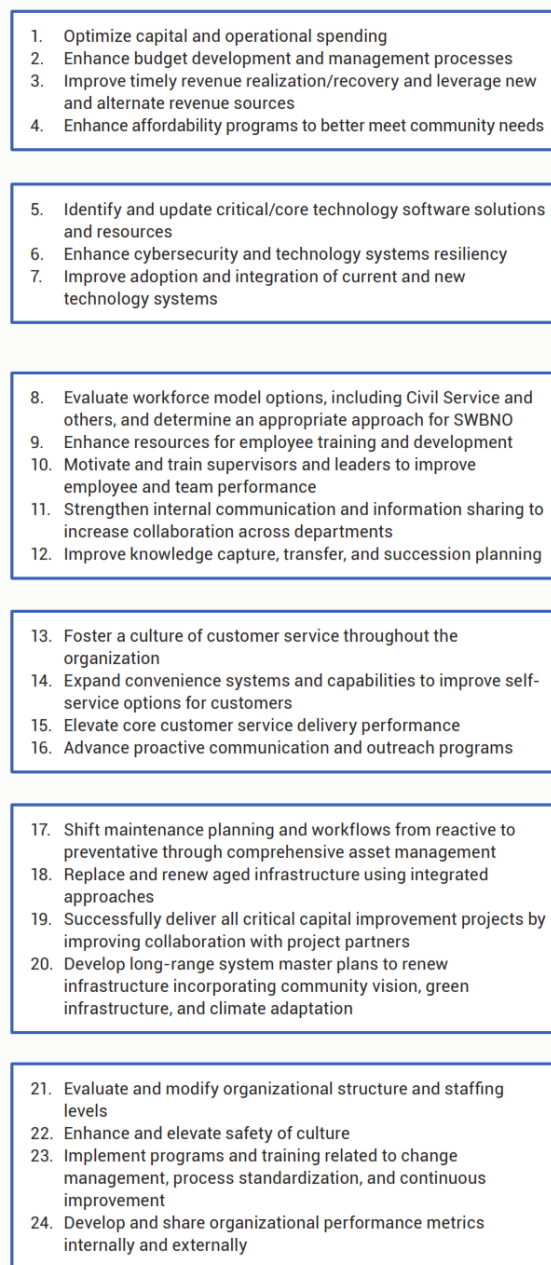 1. Optimize capital and operational spending
2. Enhance budget development and management processes
3. Improve timely revenue realization/recovery and leverage new
and alternate revenue sources
4. Enhance affordability programs to better meet community needs
5. Identify and update critical/core technology software solutions
and resources
6. Enhance cybersecurity and technology systems resiliency
7. Improve adoption and integration of current and new
technology systems
8. Evaluate workforce model options, including Civil Service and
others, and determine an appropriate approach for SWBNO
9. Enhance resources for employee training and development
10. Motivate and train supervisors and leaders to improve
employee and team performance
11. Strengthen internal communication and information sharing to
increase collaboration across departments
12. Improve knowledge capture, transfer, and succession planning
13. Foster a culture of customer service throughout the
organization
14. Expand convenience systems and capabilities to improve self-
service options for customers
15. Elevate core customer service delivery performance
16. Advance proactive communication and outreach programs
17. Shift maintenance planning and workflows from reactive to
preventative through comprehensive asset management
18. Replace and renew aged infrastructure using integrated
approaches
19. Successfully deliver all critical capital improvement projects by
improving collaboration with project partners
20. Develop long-range system master plans to renew
infrastructure incorporating community vision, green
infrastructure, and climate adaptation
21. Evaluate and modify organizational structure and staffing
levels
22. Enhance and elevate safety of culture
23. Implement programs and training related to change
management, process standardization, and continuous
improvement
24. Develop and share organizational performance metrics
internally and externally